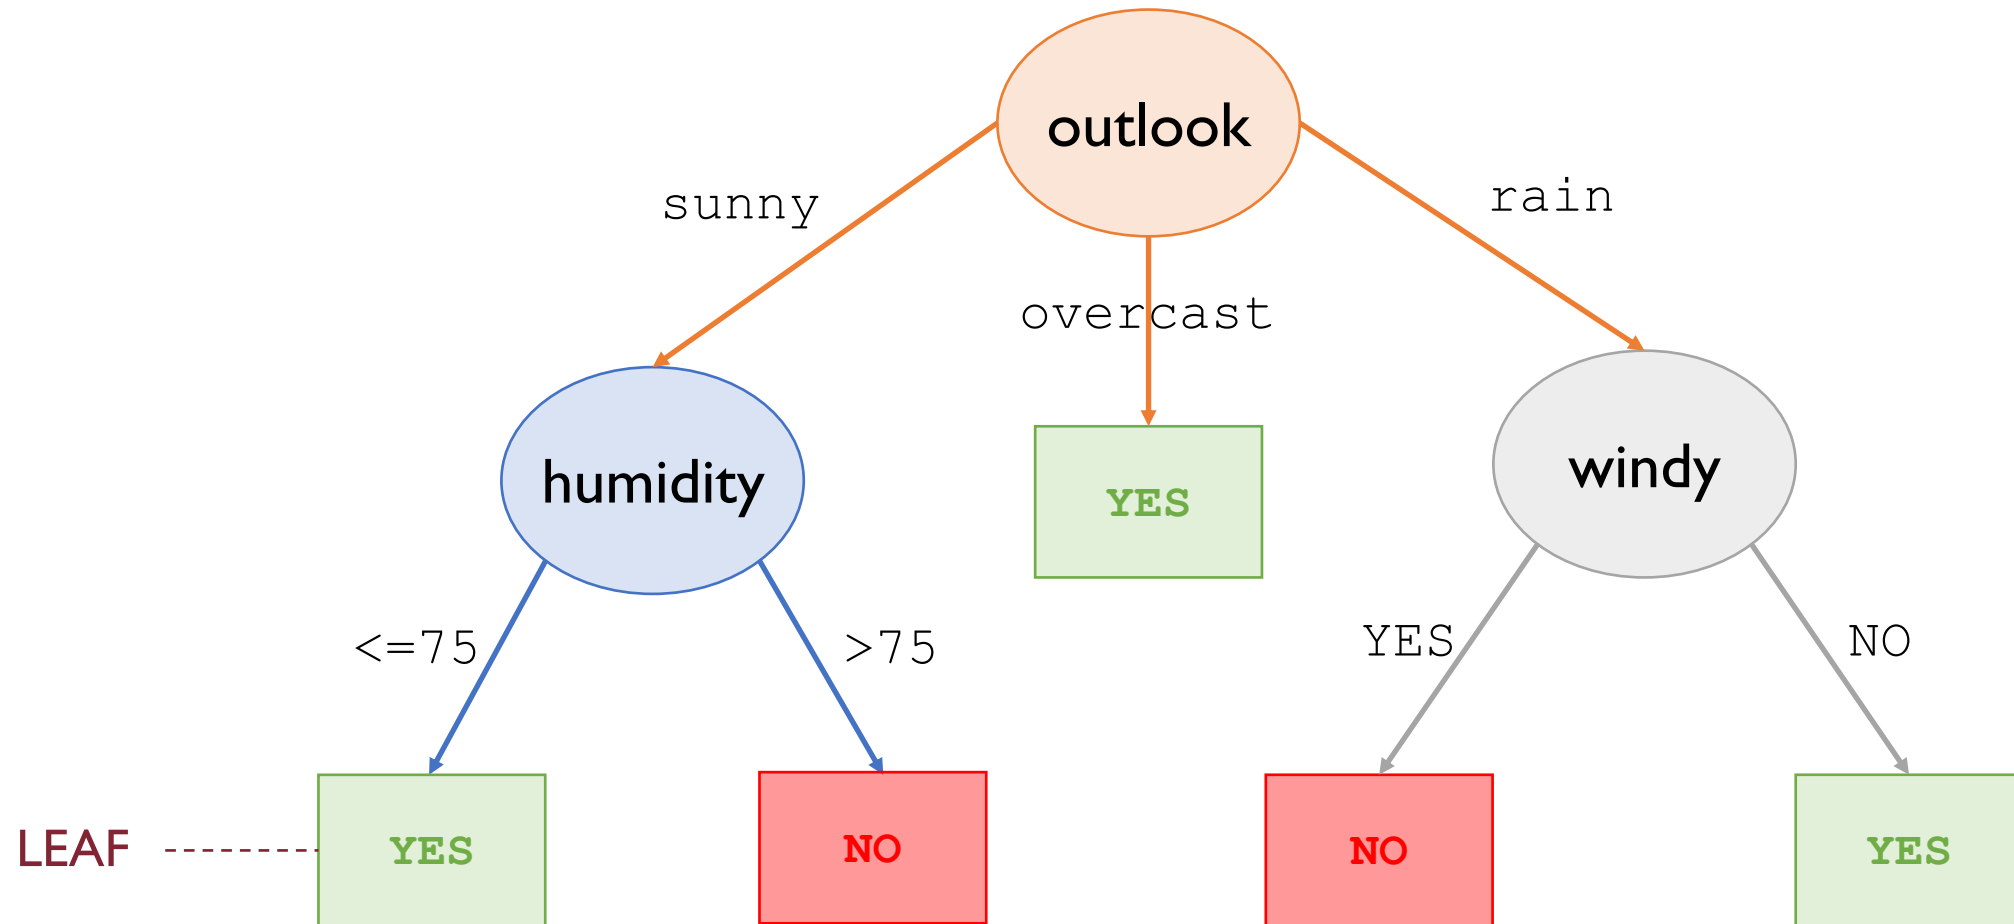 outlook
sunny
rain
overcast
humidity
YES
windy
<=75
>75
YES
NO
LEAF
YES
NO
NO
YES